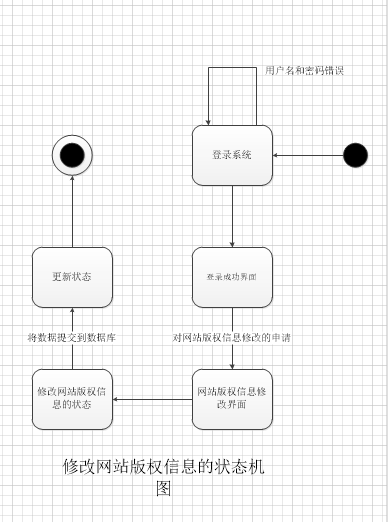 用户名和密码错误
登录系统
更新状态
登录成功界面
将数据提交到数据库
对网站版权信息修改的申请
修改网站版权信
息的状态
网站版权信息修
改界面
修改网站版权信息的状态机
图